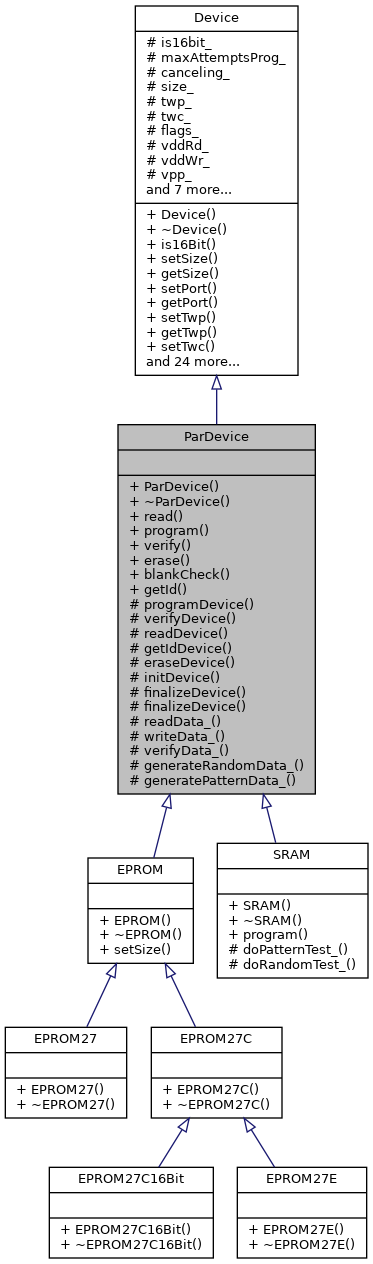 Device
# is16bit_
# maxAttemptsProg_
# canceling_
# size_
# twp_
# twc_
# flags_
# vddRd_
# vddWr_
# vpp_
and 7 more...
+ Device()
+ ~Device()
+ is16Bit()
+ setSize()
+ getSize()
+ setPort()
+ getPort()
+ setTwp()
+ getTwp()
+ setTwc()
and 24 more...
ParDevice
+ ParDevice()
+ ~ParDevice()
+ read()
+ program()
+ verify()
+ erase()
+ blankCheck()
+ getId()
# programDevice()
# verifyDevice()
# readDevice()
# getIdDevice()
# eraseDevice()
# initDevice()
# finalizeDevice()
# finalizeDevice()
# readData_()
# writeData_()
# verifyData_()
# generateRandomData_()
# generatePatternData_()
EPROM
+ EPROM()
+ ~EPROM()
+ setSize()
SRAM
+ SRAM()
+ ~SRAM()
+ program()
# doPatternTest_()
# doRandomTest_()
EPROM27
+ EPROM27()
+ ~EPROM27()
EPROM27C
+ EPROM27C()
+ ~EPROM27C()
EPROM27C16Bit
+ EPROM27C16Bit()
+ ~EPROM27C16Bit()
EPROM27E
+ EPROM27E()
+ ~EPROM27E()